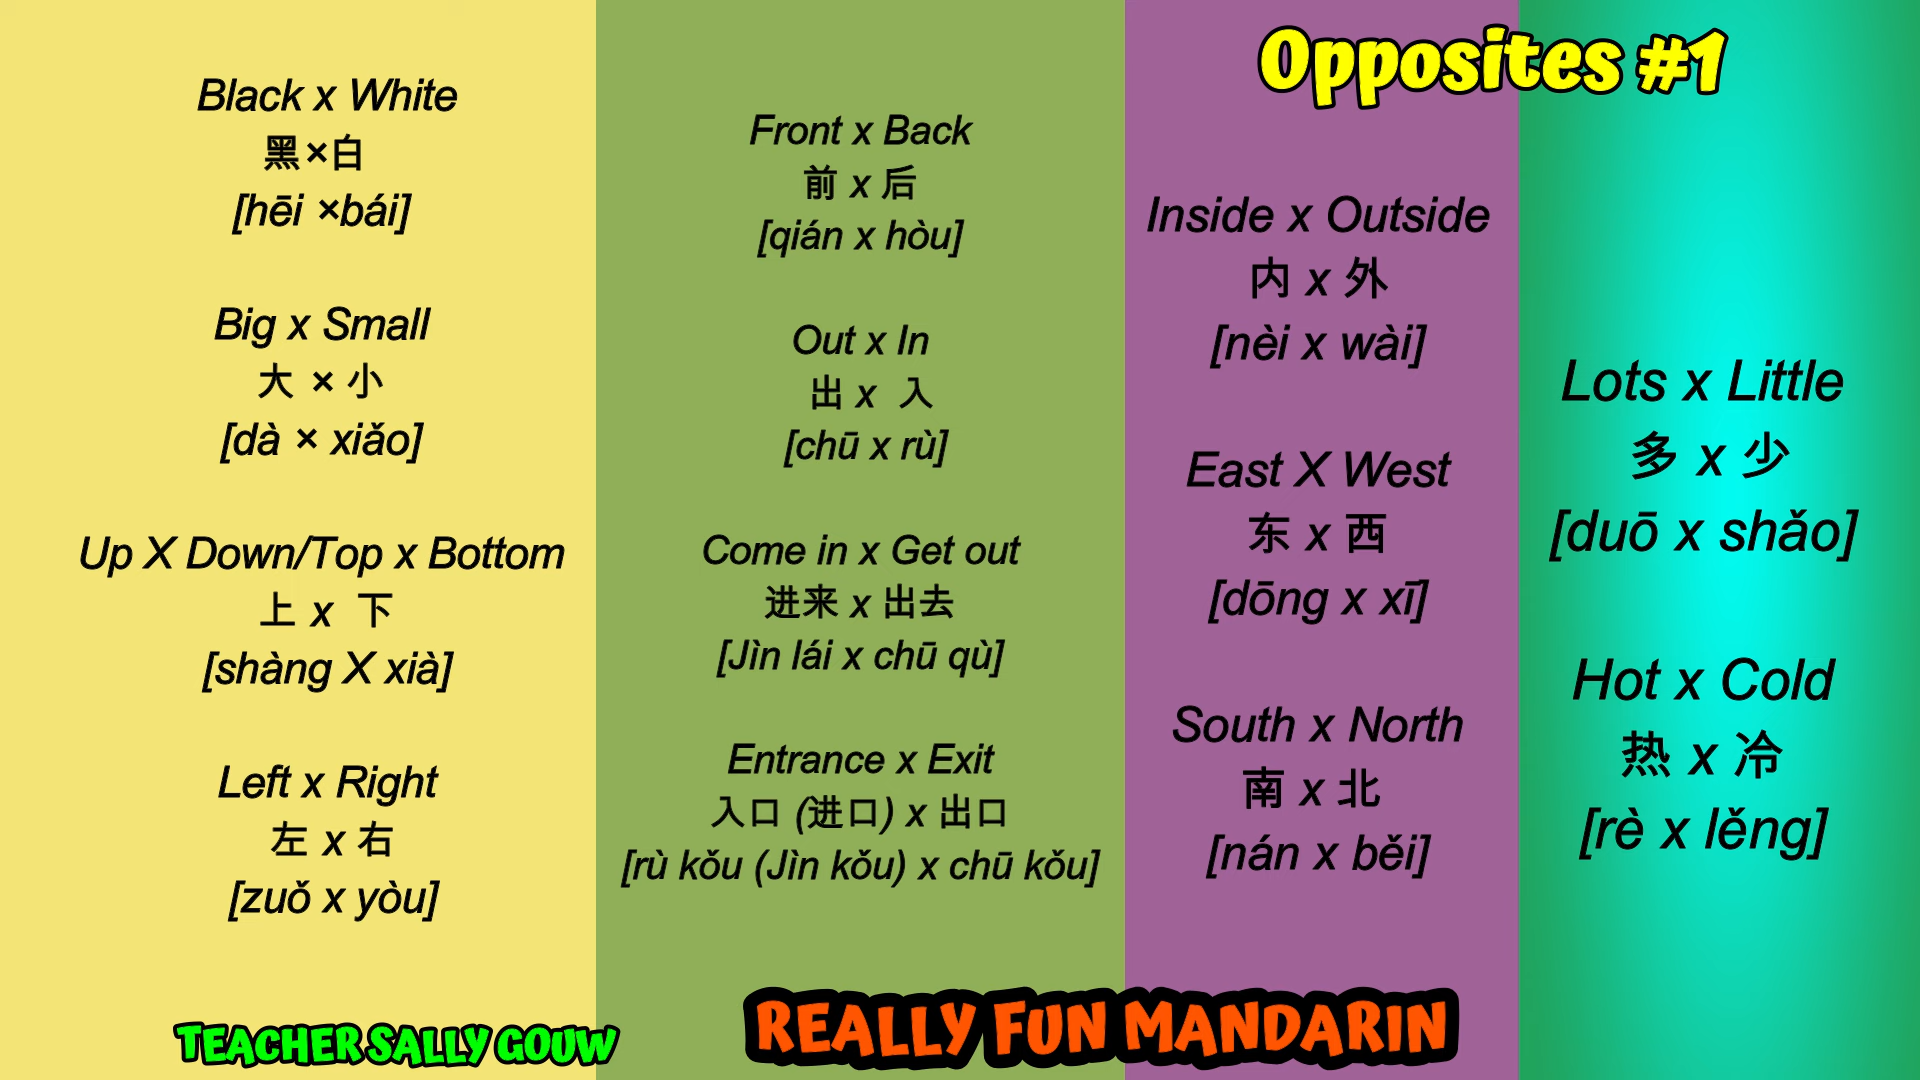 Opposites #1
Black x White
黑×白
[hēi ×bái]
Big x Small
大 × 小
[dà × xiǎo]
Up X Down/Top x Bottom
上 x 下
[shàng X xià]
Left x Right
左 x 右
[zuǒ x yòu]
Front x Back
前 x 后
[qián x hòu]
Out x In
出 x 入
[chū x rù]
Come in x Get out
进来 x 出去
[Jìn lái x chū qù]
Entrance x Exit
入口 (进口) x 出口
[rù kǒu (Jìn kǒu) x chū kǒu]
Inside x Outside
内 x 外
[nèi x wài]
East X West
东 x 西
[dōng x xī]
South x North
南 x 北
[nán x běi]
Lots x Little
多 x 少
[duō x shǎo]
Hot x Cold
热 x 冷
[rè x lěng]
TEACHER SALLY GOUW
REALLY FUN MANDARIN